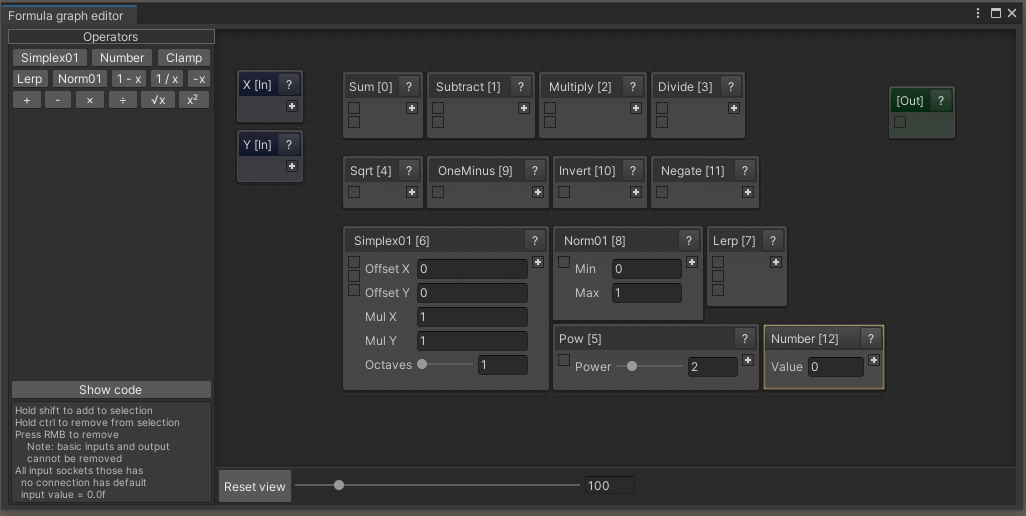 Formula graph editor
Operators
Simplex01 Number Clamp
Lerp Norm01 1 - x 1 / x -x
+ - × ÷ √x x²
X [In] ?
Y [In] ?
Sum [0] ? Subtract [1] ? Multiply [2] ? Divide [3] ?
[Out] ?
Sqrt [4] ? OneMinus [9] ? Invert [10] ? Negate [11] ?
Simplex01 [6] ?
Offset X 0
Offset Y 0
Mul X 1
Mul Y 1
Octaves 1
Norm01 [8] ?
Min 0
Max 1
Lerp [7] ?
Pow [5] ?
Power 2
Number [12] ?
Value 0
Show code
Hold shift to add to selection
Hold ctrl to remove from selection
Press RMB to remove
Note: basic inputs and output
cannot be removed
All input sockets those has
no connection has default
input value = 0.0f
Reset view 100